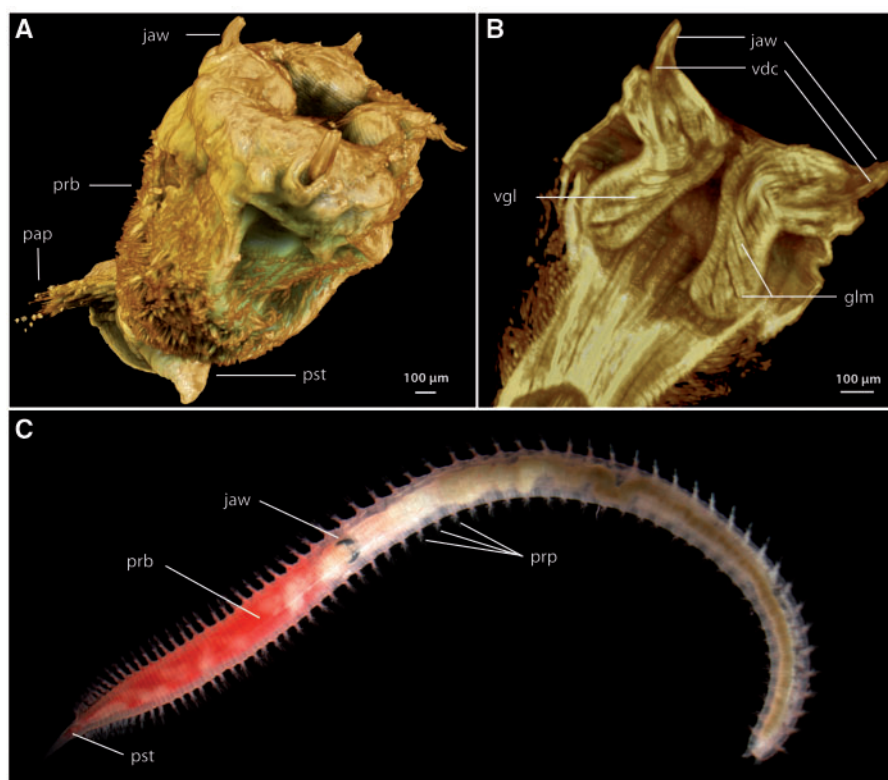 A
jaw
prb
pap
pst
100 µm
B
jaw
vdc
vgl
glm
100 µm
C
jaw
prb
prp
pst